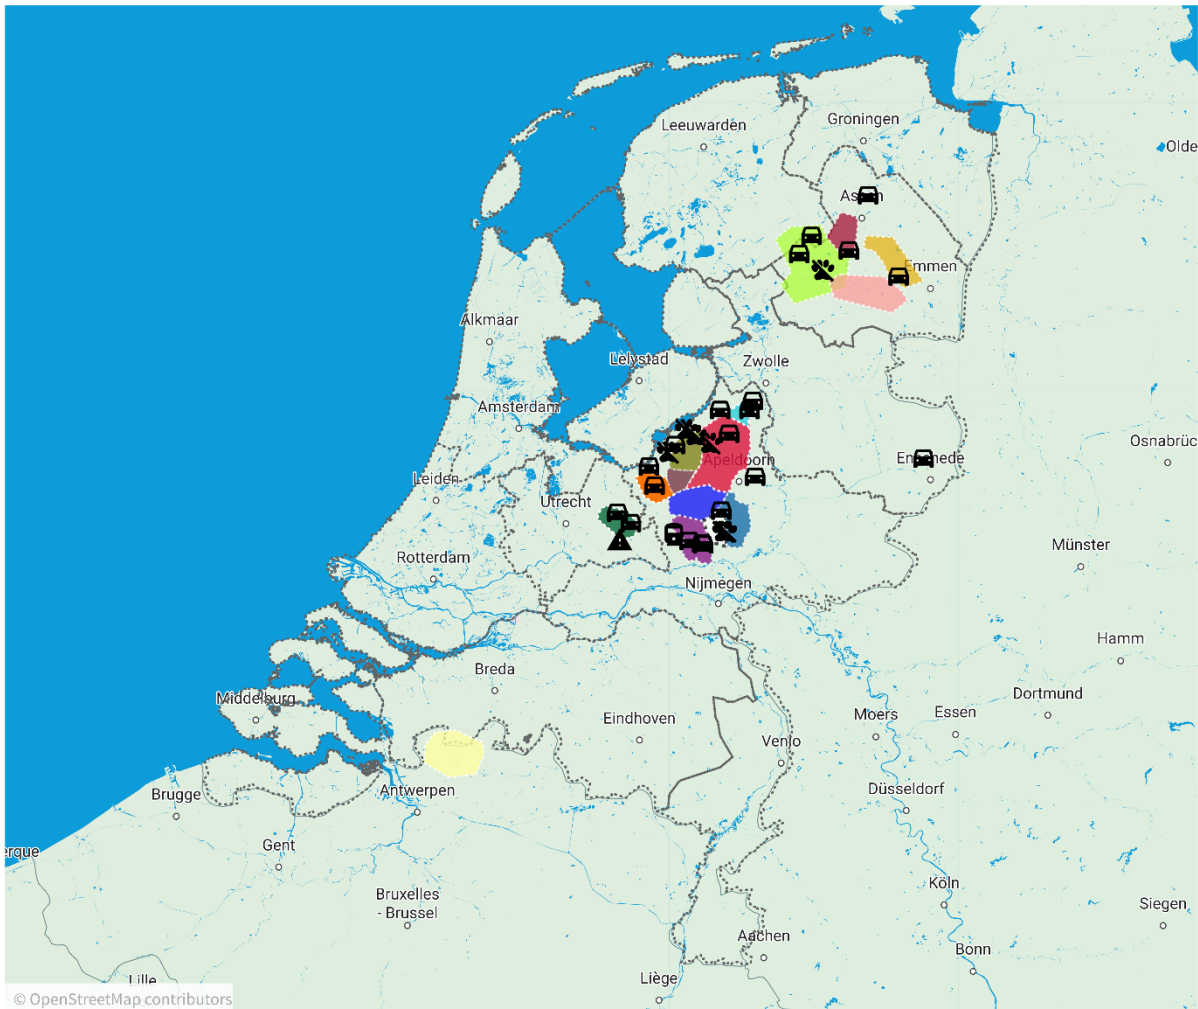 Leeuwarden
Groningen
Olde
Emmen
Alkmaar
Lelystad
Zwolle
Amsterdam
Osnabrüc
Apeldoorn
Leiden
Utrecht
Rotterdam
Münster
Nijmegen
Hamm
Breda
Middelburg
Dortmund
Eindhoven
Moers
Essen
Venlo
Antwerpen
Düsseldorf
Brugge
Gent
erque
Köln
Bruxelles
- Brussel
Siegen
Aachen
Bonn
Liège
Lille
© OpenStreetMap contributors